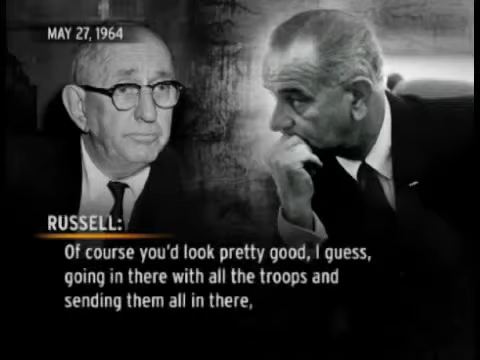 MAY 27, 1964
RUSSELL:
Of course you'd look pretty good, I guess,
going in there with all the troops and
sending them all in there,